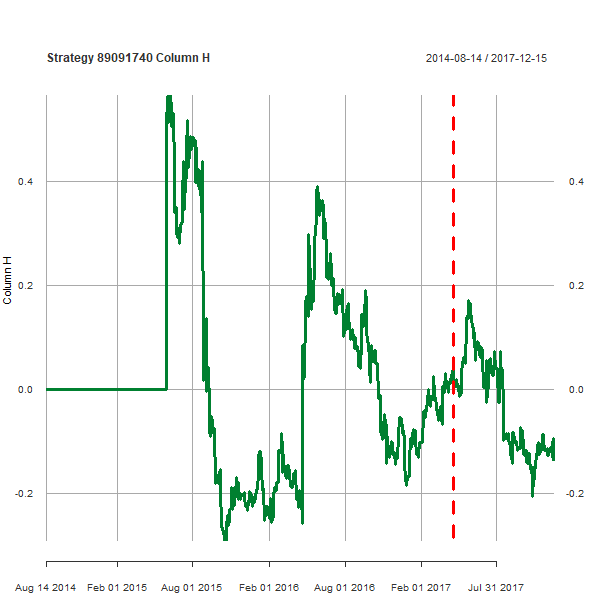 Strategy 89091740 Column H
2014-08-14 / 2017-12-15
Column H
0.4
0.2
0.0
-0.2
0.4
0.2
0.0
-0.2
Aug 14 2014
Feb 01 2015
Aug 01 2015
Feb 01 2016
Aug 01 2016
Feb 01 2017
Jul 31 2017